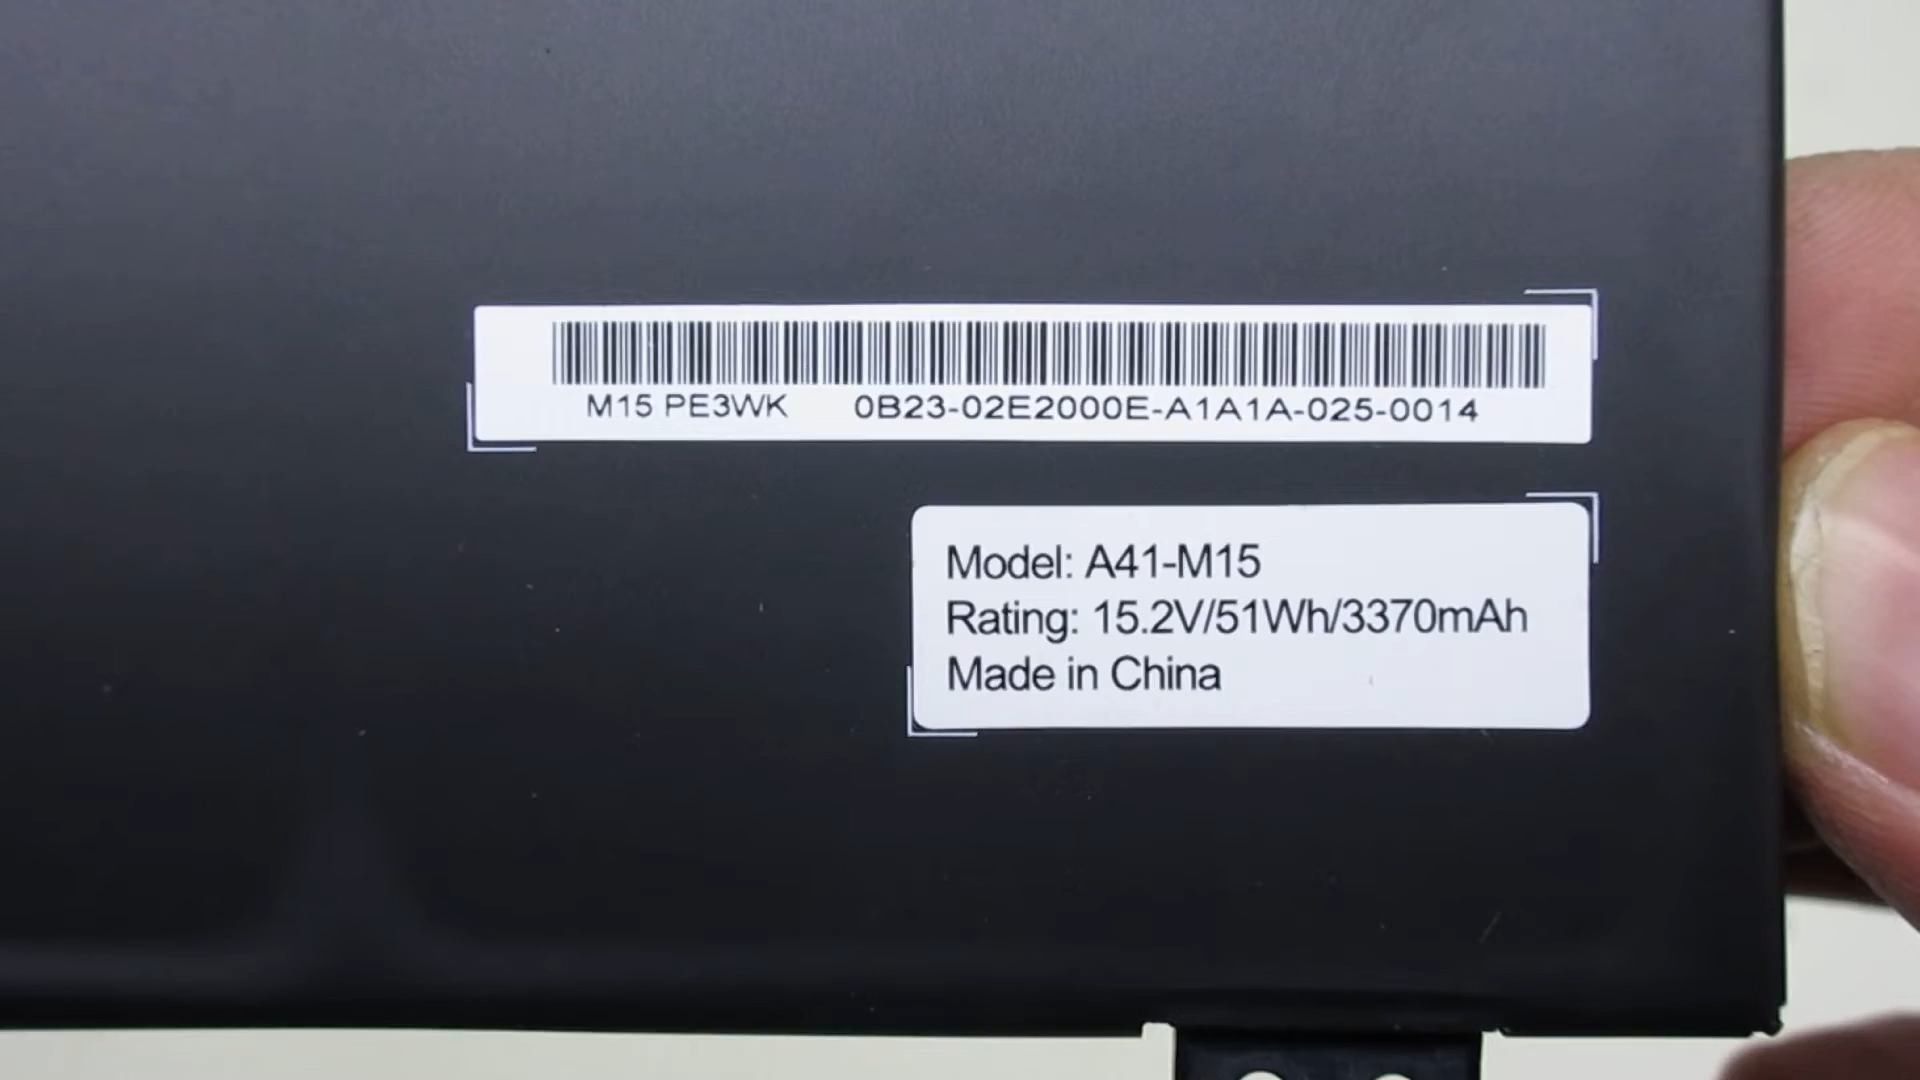 M15 PE3WK 0B23-02E2000E-A1A1A-025-0014
Model: A41-M15
Rating: 15.2V/51Wh/3370mAh
Made in China